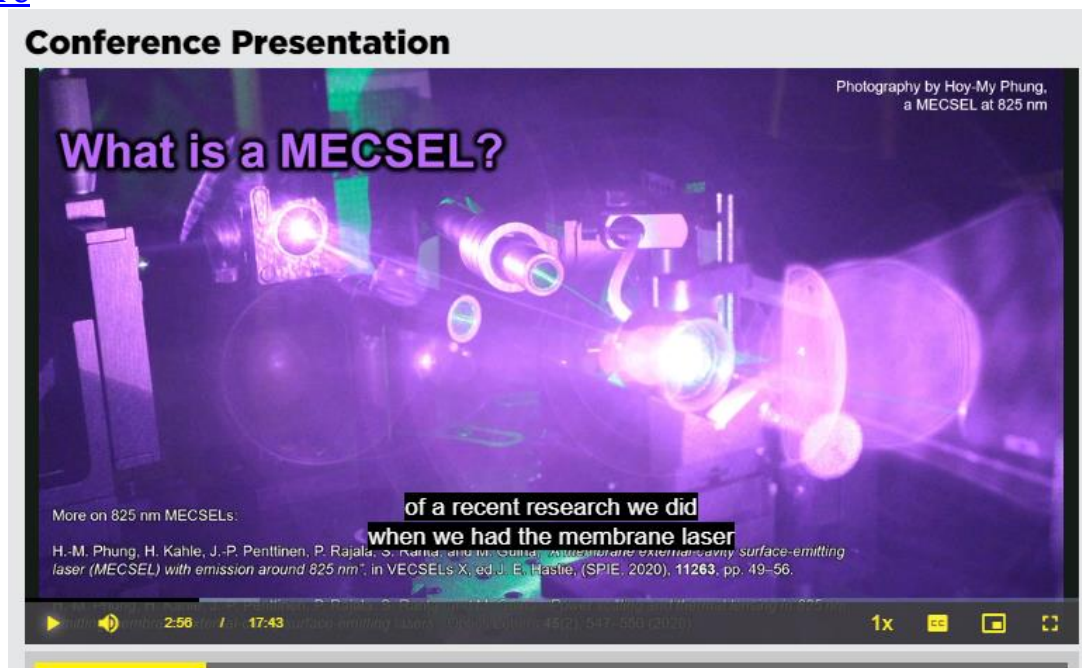 Conference Presentation
Photography by Hoy-My Phung,
a MECSEL at 825 nm
What is a MECSEL?
of a recent research we did
when we had the membrane laser
More on 825 nm MECSELs:
H.-M. Phung, H. Kahle, J.-P. Penttinen, P. Rajala, S. Ranta, and M. Guina, external-cavity surface-emitting
laser (MECSEL) with emission around 825 nm", in VECSELs X, ed.J. E. Hastie, (SPIE, 2020), 11263, pp. 49–56.
2:56 / 17:43
1x
CC